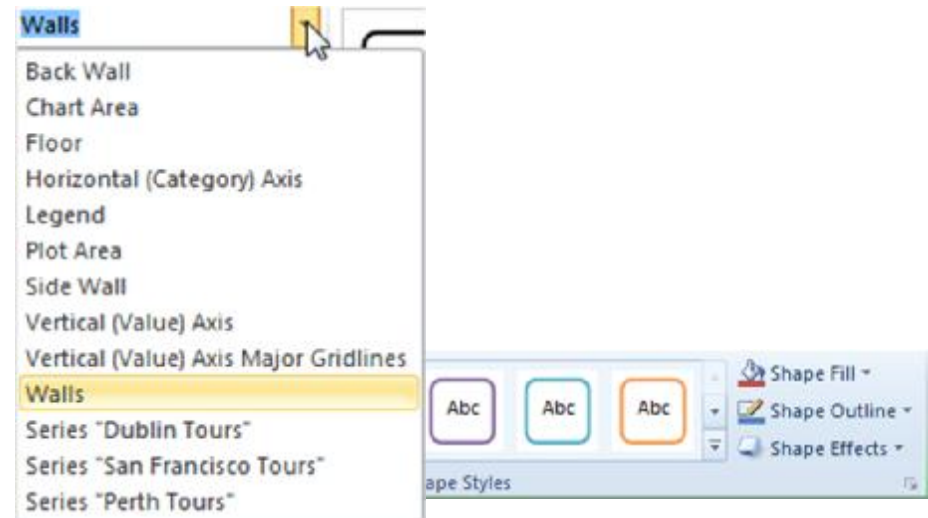 Walls
Back Wall
Chart Area
Floor
Horizontal (Category) Axis
Legend
Plot Area
Side Wall
Vertical (Value) Axis
Vertical (Value) Axis Major Gridlines
Walls
Series "Dublin Tours"
Series "San Francisco Tours"
Series "Perth Tours"
Abc Abc Abc
Shape Fill
Shape Outline
Shape Effects
ape Styles